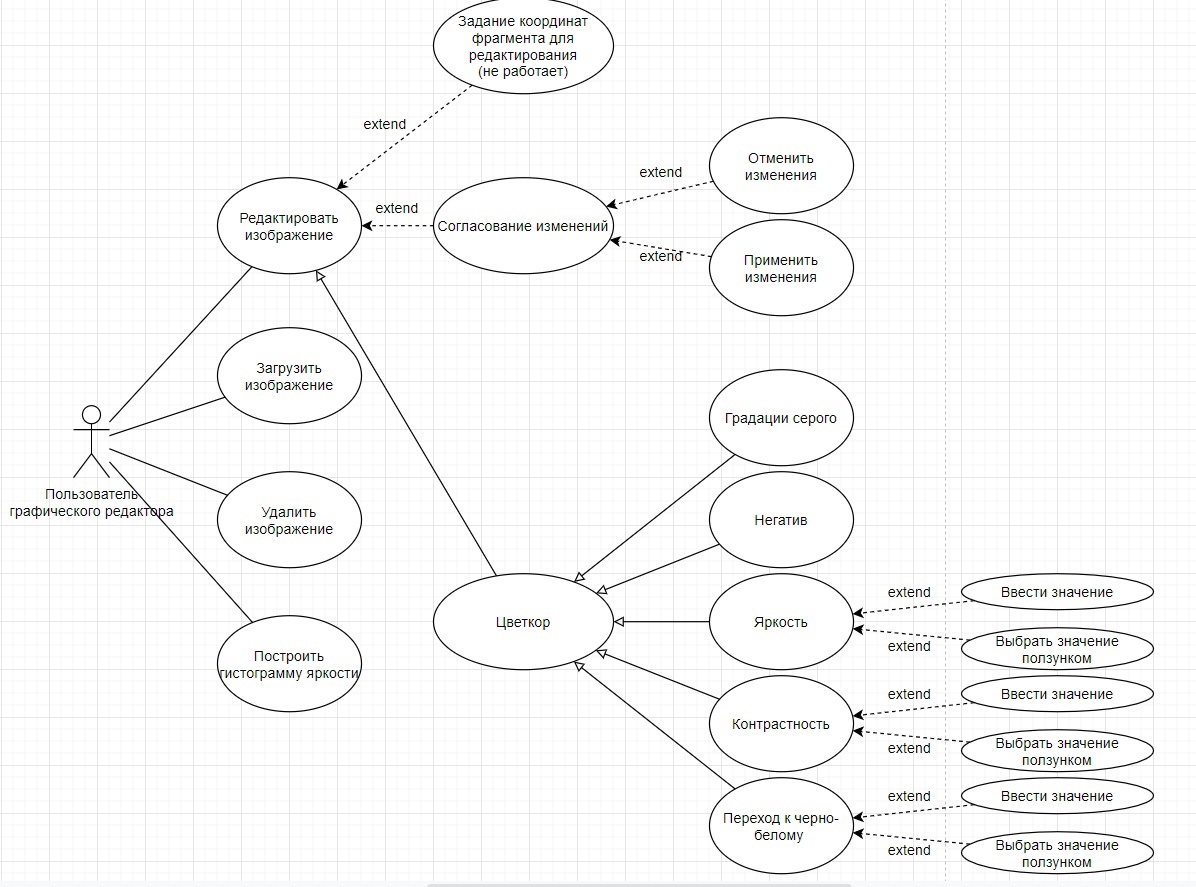 Задание координат
фрагмента для
редактирования
(не работает)
extend
Отменить
изменения
extend
Редактировать
изображение
extend
Согласование изменений
extend
Применить
изменения
Загрузить
изображение
Градации серого
Пользователь
графического редактора
Удалить
изображение
Негатив
Построить
гистограмму яркости
Цветкор
Яркость
extend
Ввести значение
extend
Выбрать значение
ползунком
Контрастность
extend
Ввести значение
extend
Выбрать значение
ползунком
Переход к черно-
белому
extend
Ввести значение
extend
Выбрать значение
ползунком